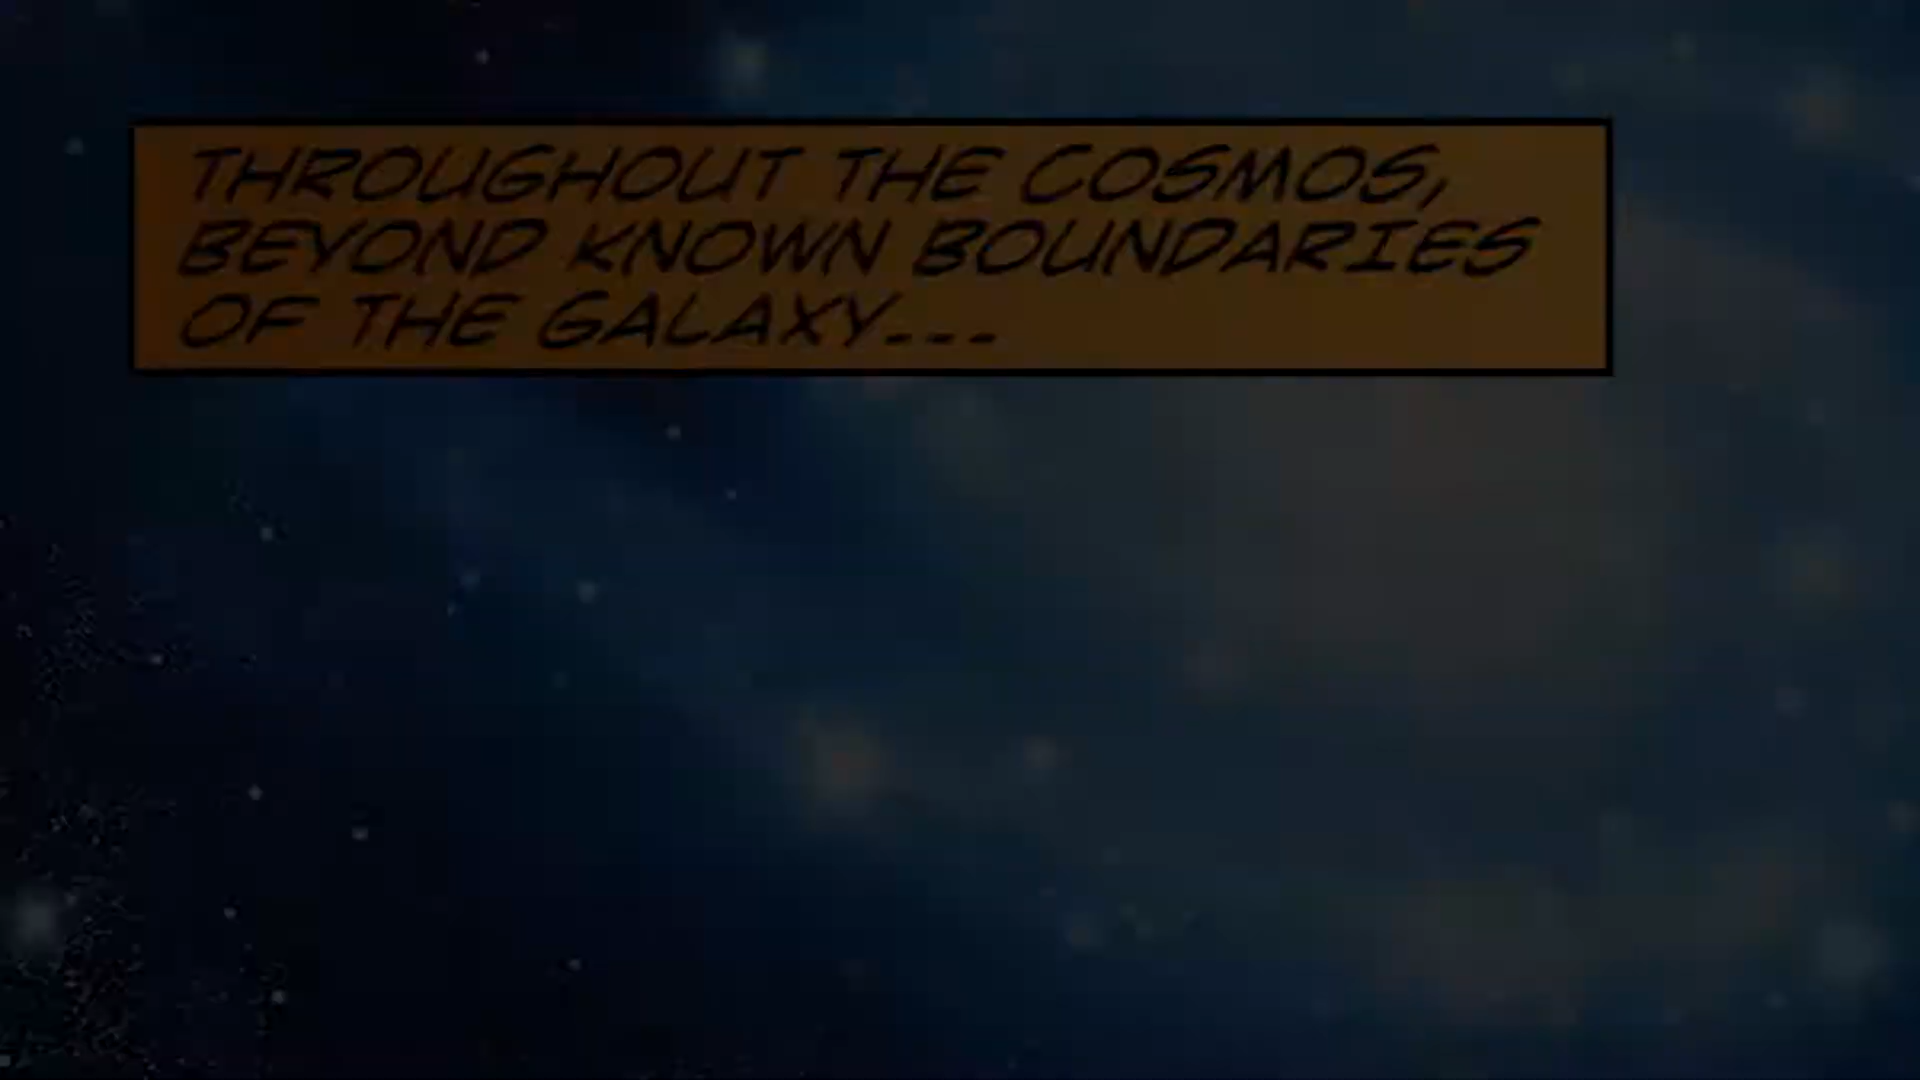 THROUGHOUT THE COSMOS,
BEYOND KNOWN BOUNDARIES
OF THE GALAXY...